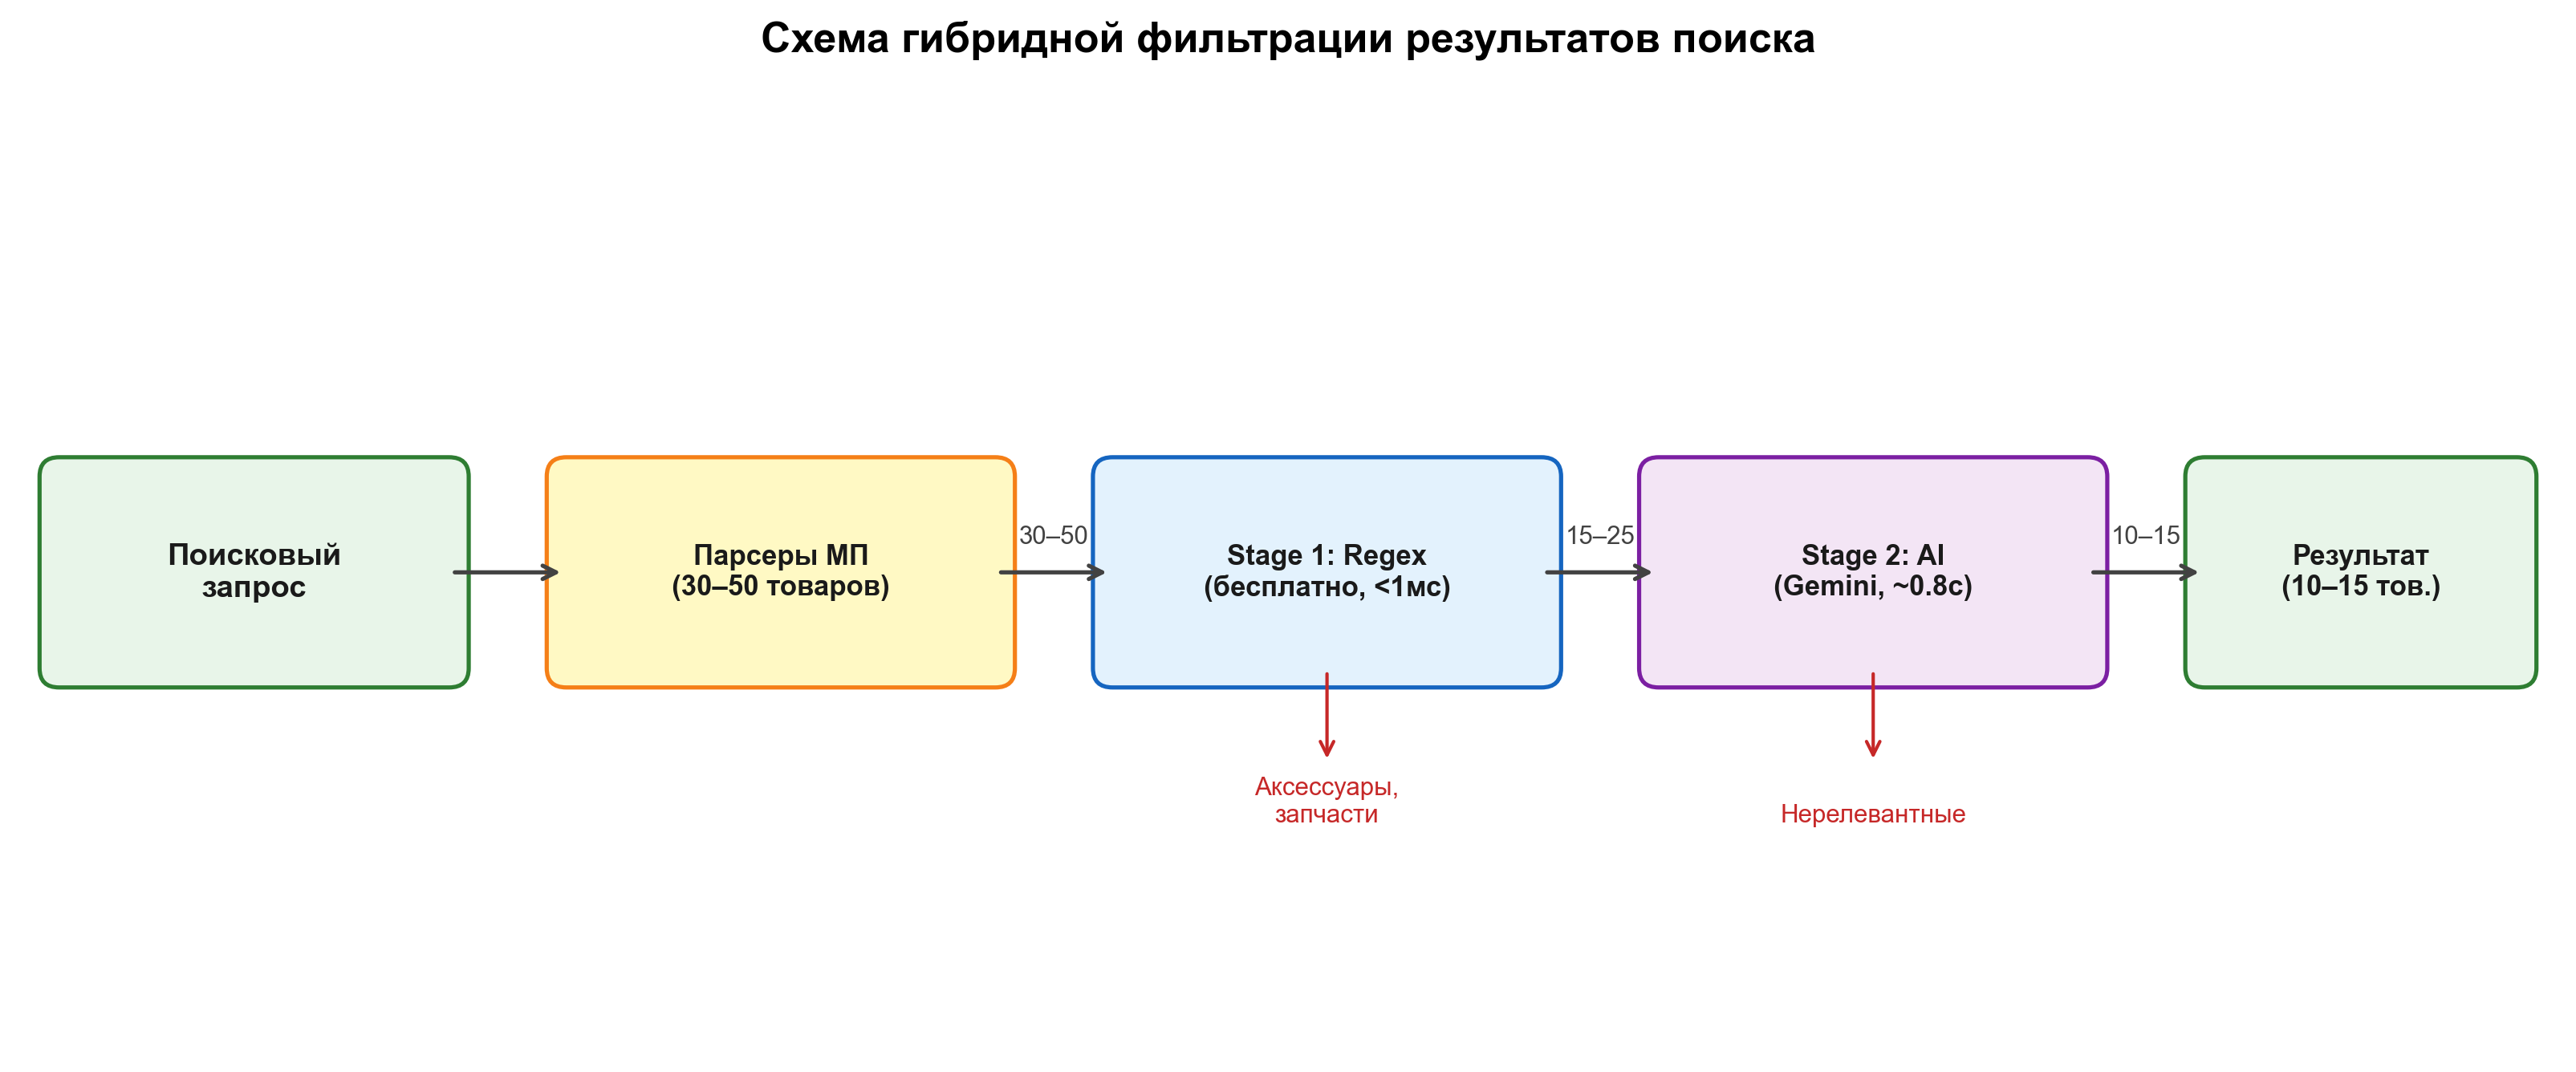 Схема гибридной фильтрации результатов поиска
Поисковый
запрос
Парсеры МП
(30–50 товаров)
30–50
Stage 1: Regex
(бесплатно, <1мс)
15–25
Stage 2: AI
(Gemini, ~0.8с)
10–15
Результат
(10–15 тов.)
Аксессуары,
запчасти
Нерелевантные